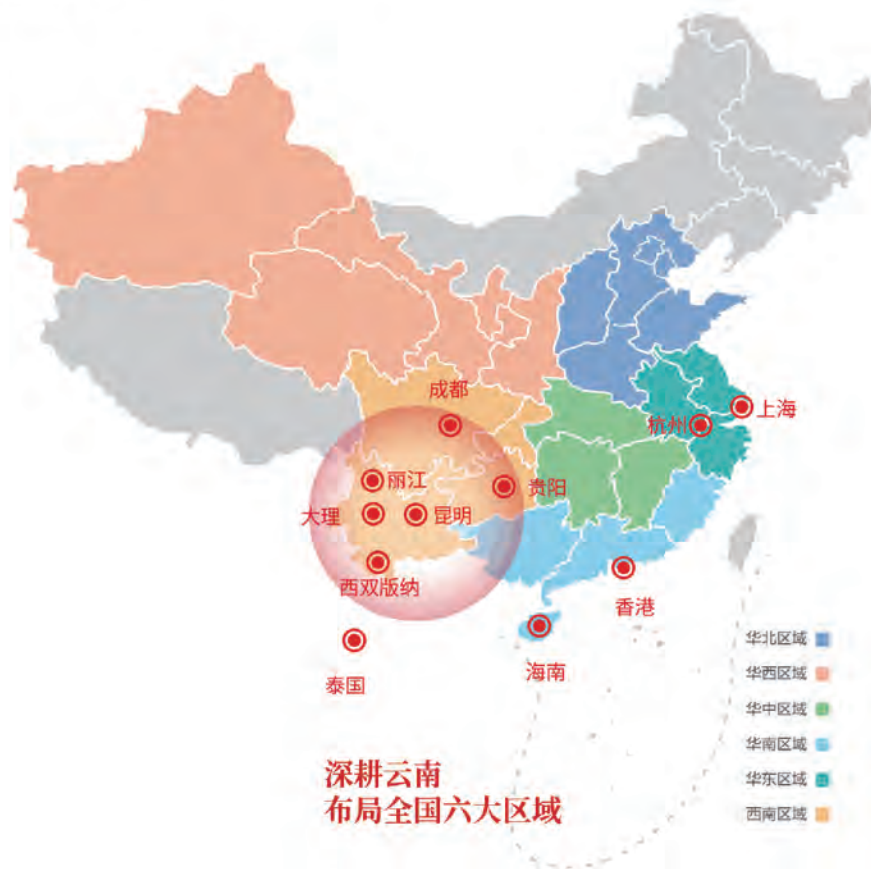 成都
上海
杭州
丽江
贵阳
大理
昆明
西双版纳
香港
泰国
海南
华北区域
华西区域
华中区域
华南区域
华东区域
西南区域
深耕云南
布局全国六大区域